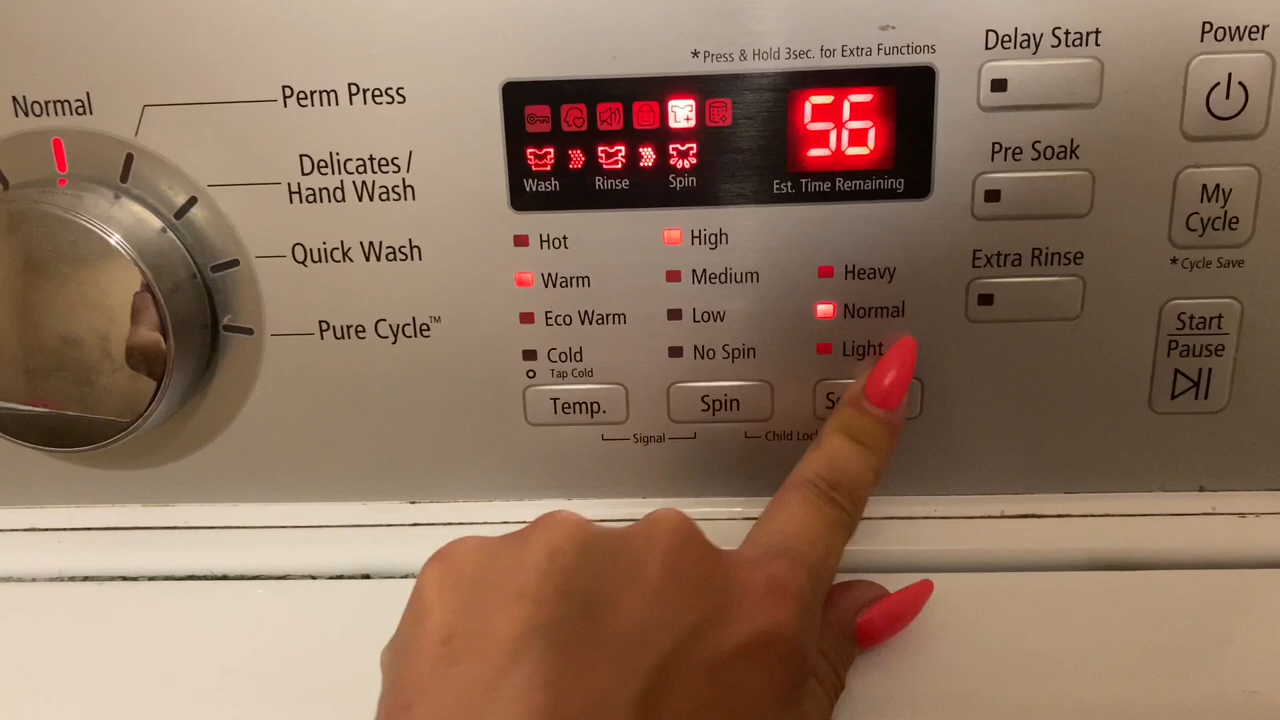 *Press & Hold 3sec. for Extra Functions
Delay Start
Power
Normal
Perm Press
56
Delicates /
Hand Wash
Wash
Rinse
Spin
Est. Time Remaining
Pre Soak
My
Cycle
*Cycle Save
Quick Wash
Hot
High
Heavy
Extra Rinse
Warm
Medium
Normal
Pure Cycle™
Eco Warm
Low
Light
Cold
No Spin
Tap Cold
Start
Pause
Temp.
Spin
Signal
Child